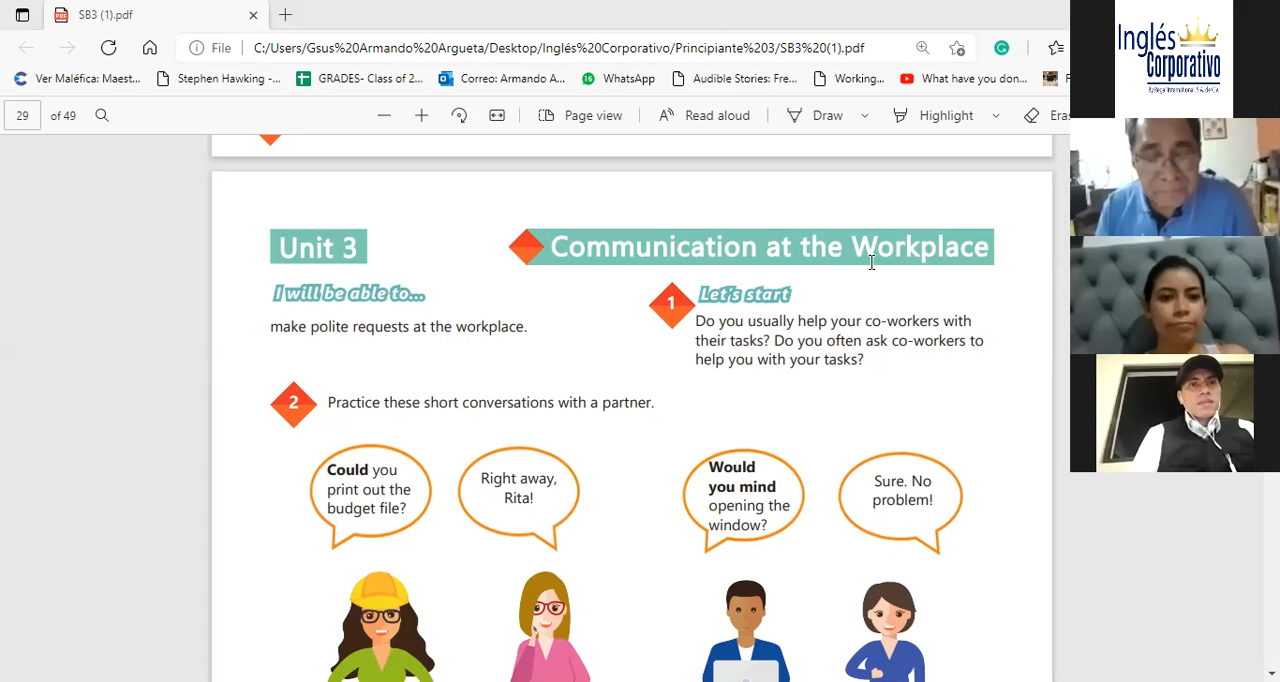 SB3 (1).pdf
File
C:/Users/Gsus%20Armando%20Argueta/Desktop/Inglés%20Corporativo/Principiante%203/SB3%20(1).pdf
Ver Maléfica: Maest...
Stephen Hawking -...
GRADES- Class of 2...
Correo: Armando A...
WhatsApp
Audible Stories: Fre...
Working...
What have you don...
29 of 49
Page view
Read aloud
Draw
Highlight
Eras
Unit 3
Communication at the Workplace
I will be able to...
make polite requests at the workplace.
1
Let's start
Do you usually help your co-workers with
their tasks? Do you often ask co-workers to
help you with your tasks?
2
Practice these short conversations with a partner.
Could you
print out the
budget file?
Right away,
Rita!
Would
you mind
opening the
window?
Sure. No
problem!
Inglés
Corporativo